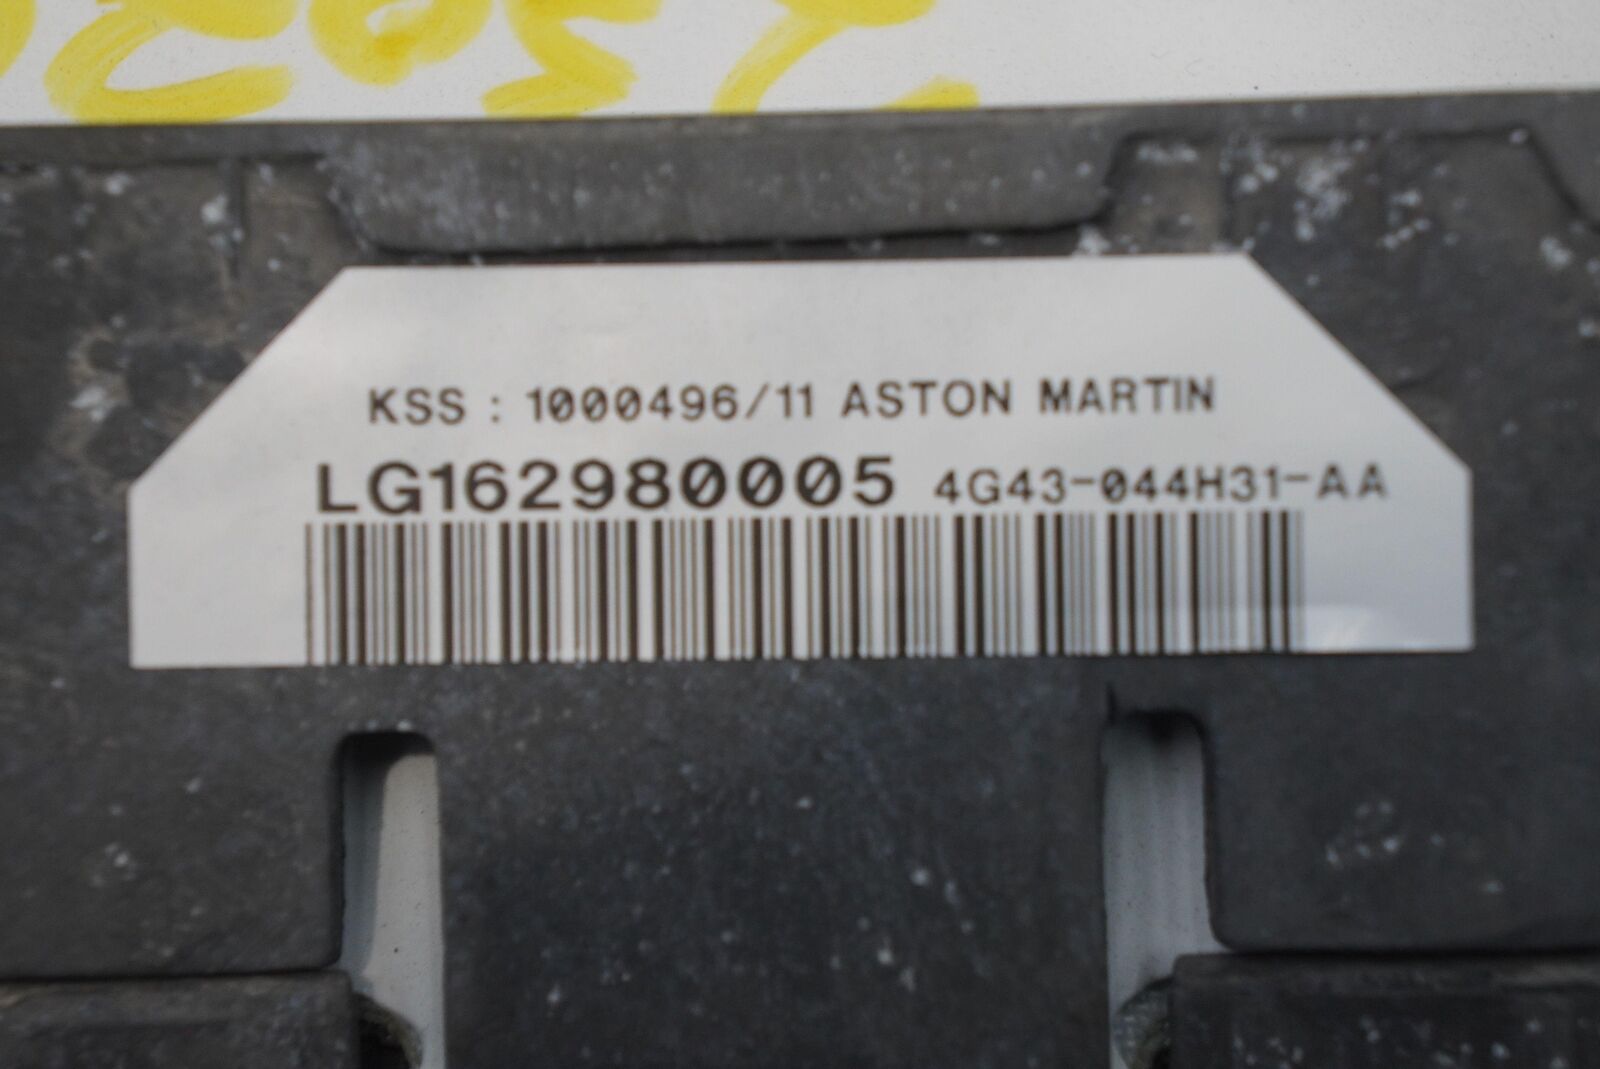 KSS : 1000496/11 ASTON MARTIN
LG162980005 4G43-044H31-AA